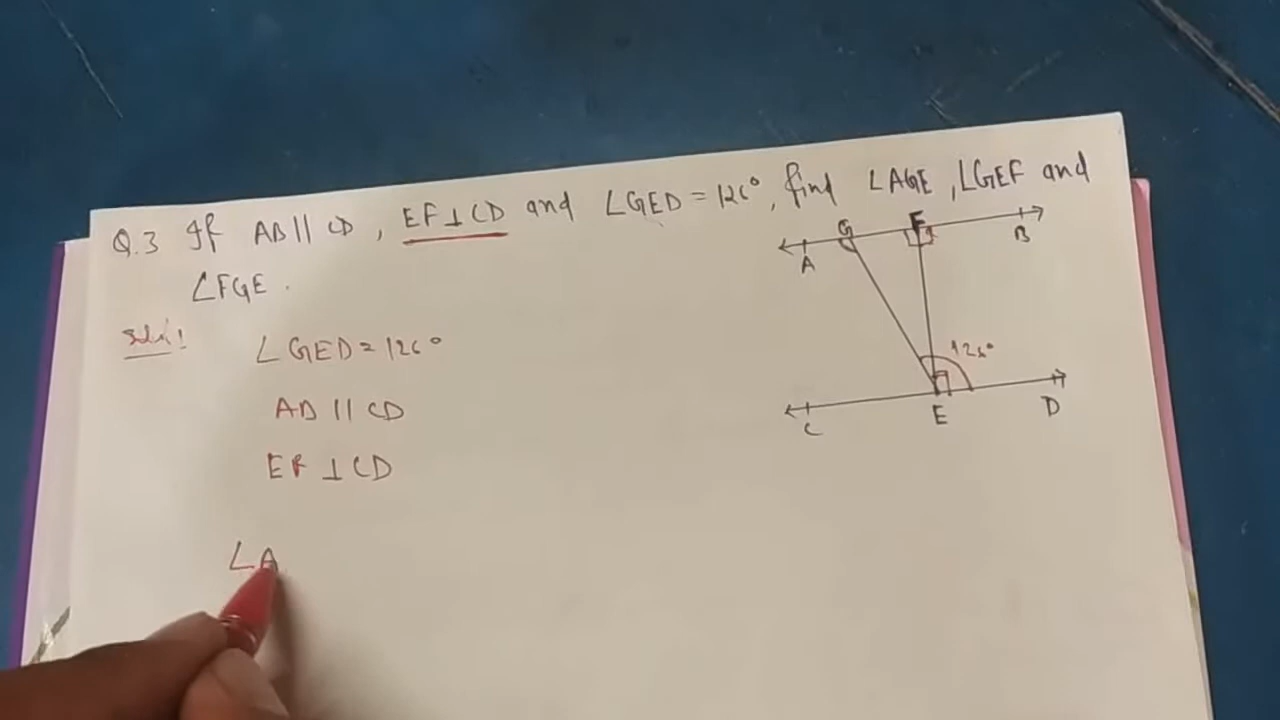 Q.3 If AB || CD, EF ⊥ CD and ∠GED = 126°, find ∠AGE, ∠GEF and
∠FGE.
G F B
A
Soln:
∠GED = 126°
126°
AB || CD
C E D
EF ⊥ CD
∠A